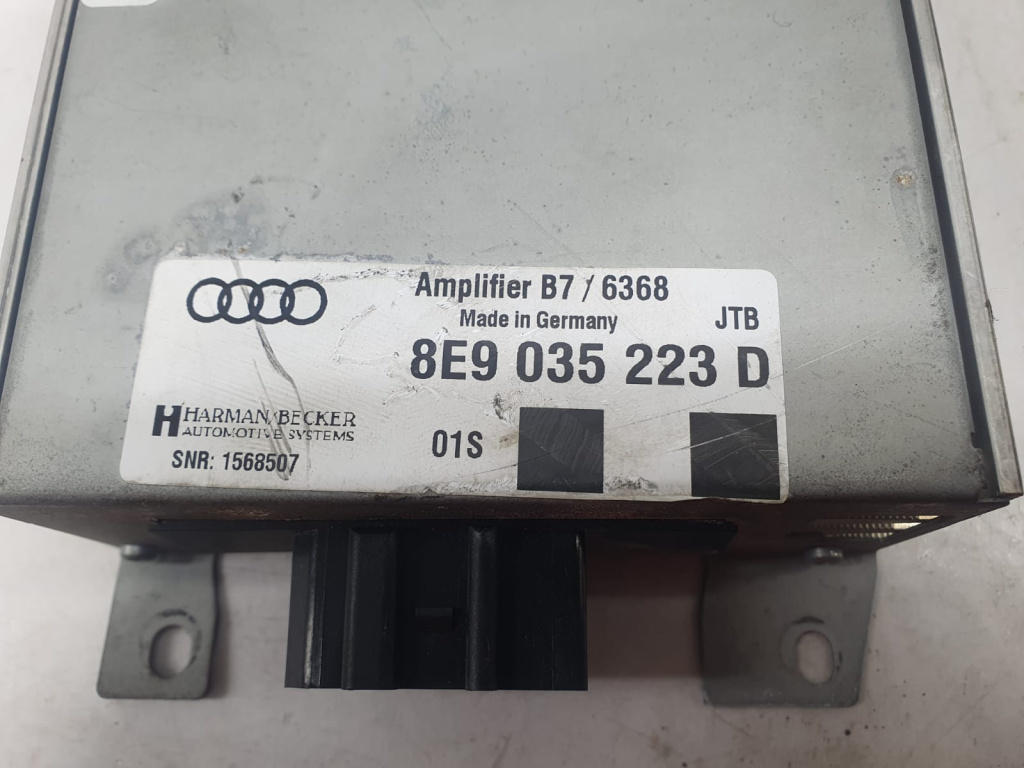 Amplifier B7 / 6368
Made in Germany
JTB
8E9 035 223 D
HARMAN/BECKER
AUTOMOTIVE SYSTEMS
SNR: 1568507
01S